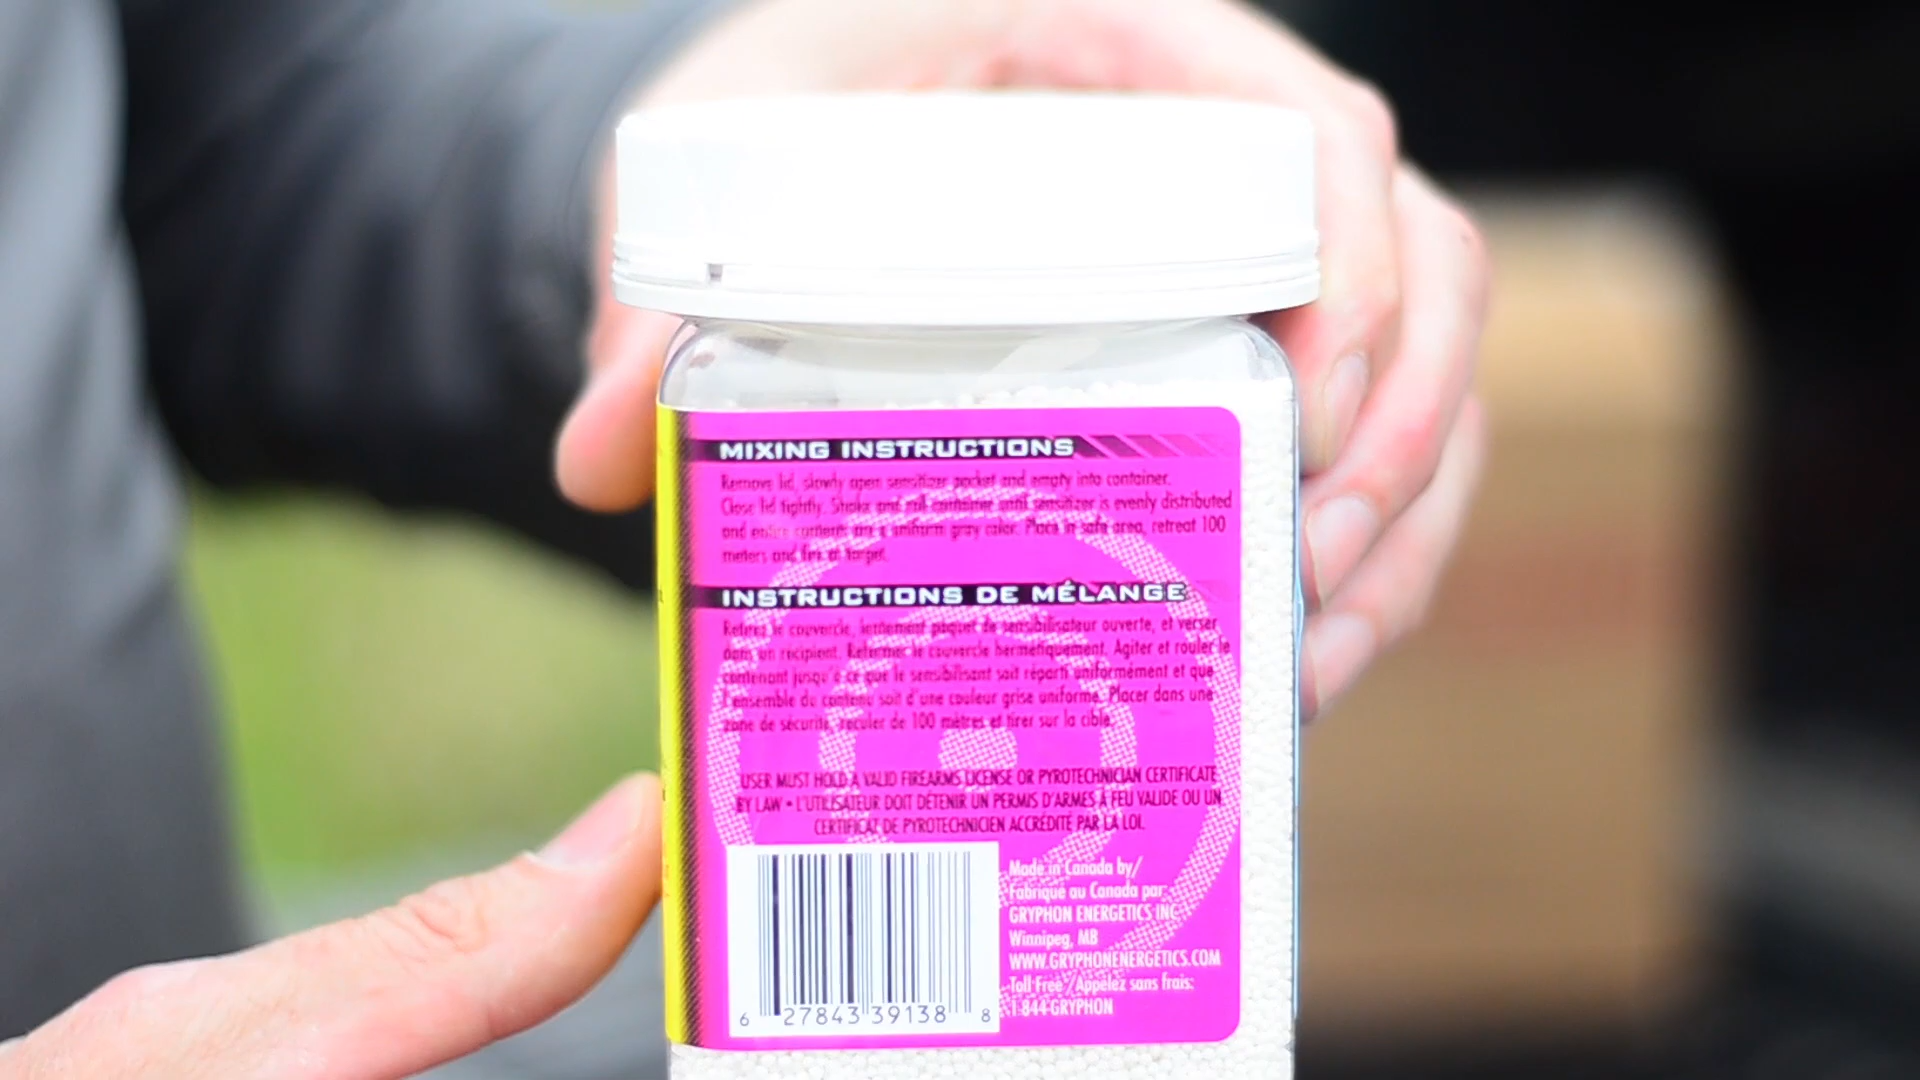 MIXING INSTRUCTIONS
Remove lid, slowly open sensitizer packet and empty into container.
Close lid tightly. Shake and roll container until sensitizer is evenly distributed
and entire contents are a uniform gray color. Place in safe area, retreat 100
meters and fire at target.
INSTRUCTIONS DE MÉLANGE
Retirez le couvercle, lentement paquet de sensibilisateur ouverte, et verser
dans un recipient. Refermer le couvercle hermétiquement. Agiter et rouler le
contenant jusqu'à ce que le sensibilisant soit réparti uniformément et que
l'ensemble du contenu soit d'une couleur grise uniforme. Placer dans une
zone de sécurité, reculer de 100 mètres et tirer sur la cible.
USER MUST HOLD A VALID FIREARMS LICENSE OR PYROTECHNICIAN CERTIFICATE
BY LAW • L'UTILISATEUR DOIT DÉTENIR UN PERMIS D'ARMES À FEU VALIDE OU UN
CERTIFICAT DE PYROTECHNICIEN ACCRÉDITÉ PAR LA LOI.
Made in Canada by/
Fabriqué au Canada par:
GRYPHON ENERGETICS INC.
Winnipeg, MB
WWW.GRYPHONENERGETICS.COM
Toll Free / Appelez sans frais:
1-844-GRYPHON
6 27843 39138 8